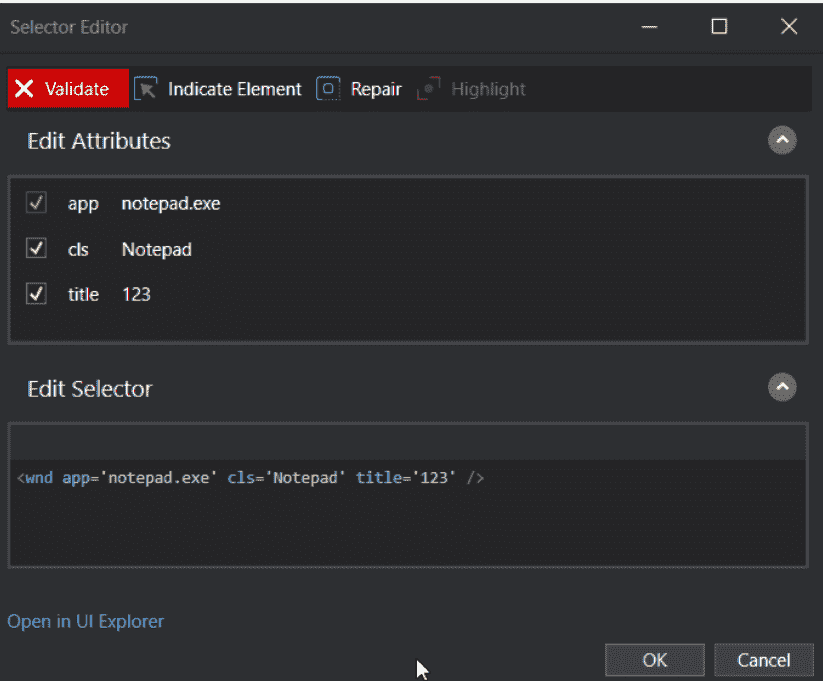 Selector Editor
Validate Indicate Element Repair Highlight
Edit Attributes
app notepad.exe
cls Notepad
title 123
Edit Selector
<wnd app='notepad.exe' cls='Notepad' title='123' />
Open in UI Explorer
OK Cancel